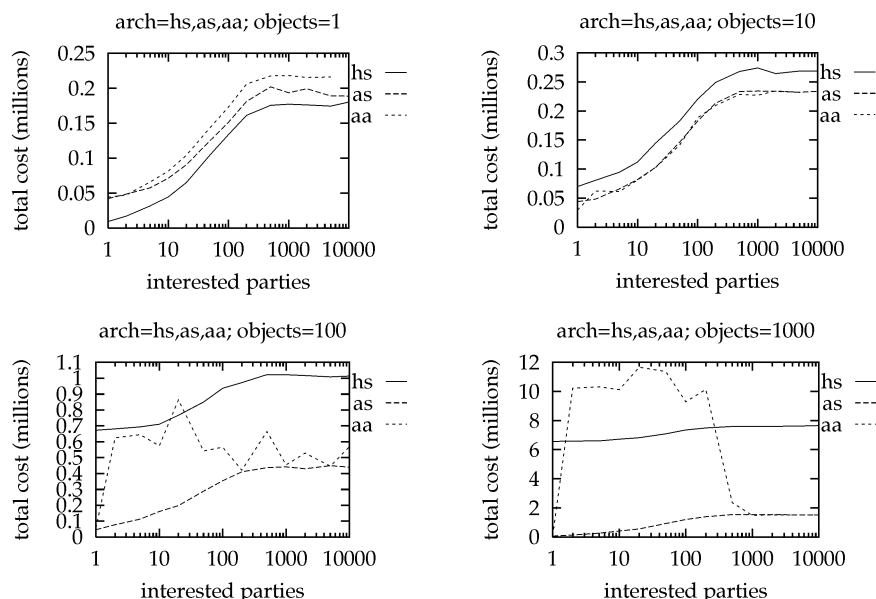 arch=hs,as,aa; objects=1
total cost (millions)
0.25
0.2
0.15
0.1
0.05
0
1
10
100
1000
10000
interested parties
hs
as
aa
arch=hs,as,aa; objects=10
total cost (millions)
0.3
0.25
0.2
0.15
0.1
0.05
0
1
10
100
1000
10000
interested parties
hs
as
aa
arch=hs,as,aa; objects=100
total cost (millions)
1.1
1
0.9
0.8
0.7
0.6
0.5
0.4
0.3
0.2
0.1
0
1
10
100
1000
10000
interested parties
hs
as
aa
arch=hs,as,aa; objects=1000
total cost (millions)
12
10
8
6
4
2
0
1
10
100
1000
10000
interested parties
hs
as
aa